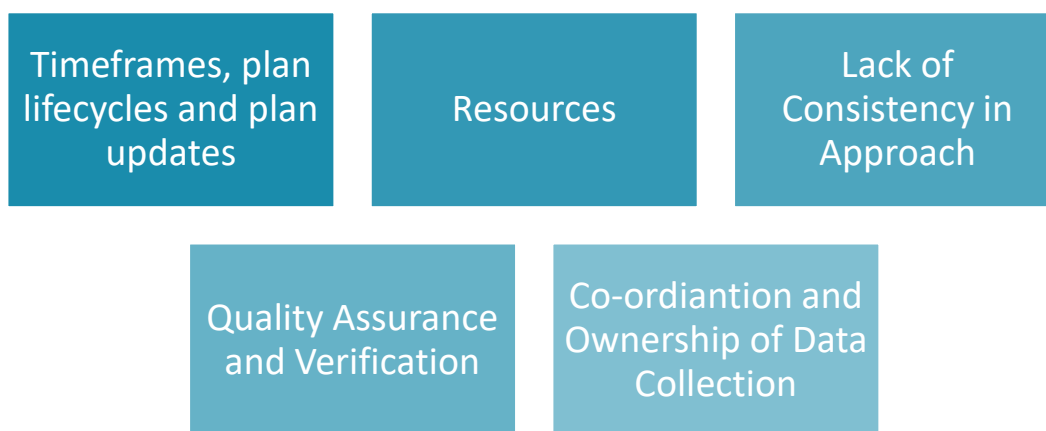 Timeframes, plan
lifecycles and plan
updates
Resources
Lack of
Consistency in
Approach
Quality Assurance
and Verification
Co-ordiantion and
Ownership of Data
Collection